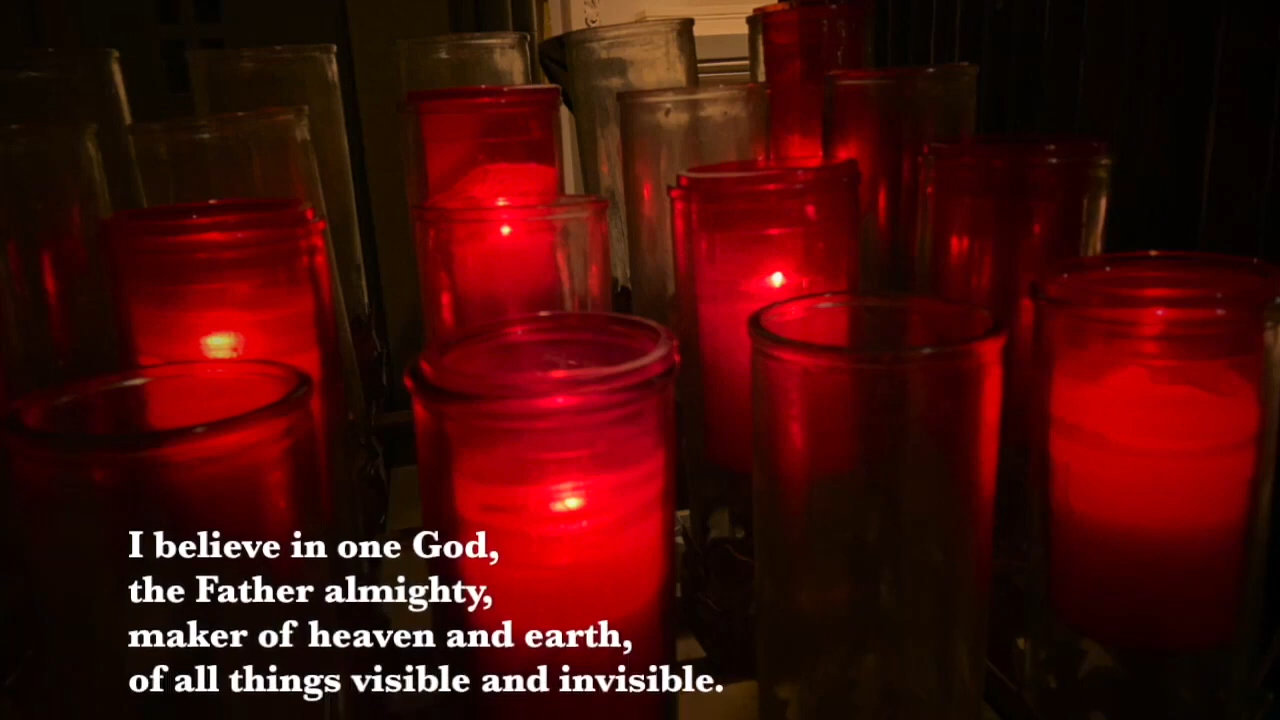 I believe in one God,
the Father almighty,
maker of heaven and earth,
of all things visible and invisible.